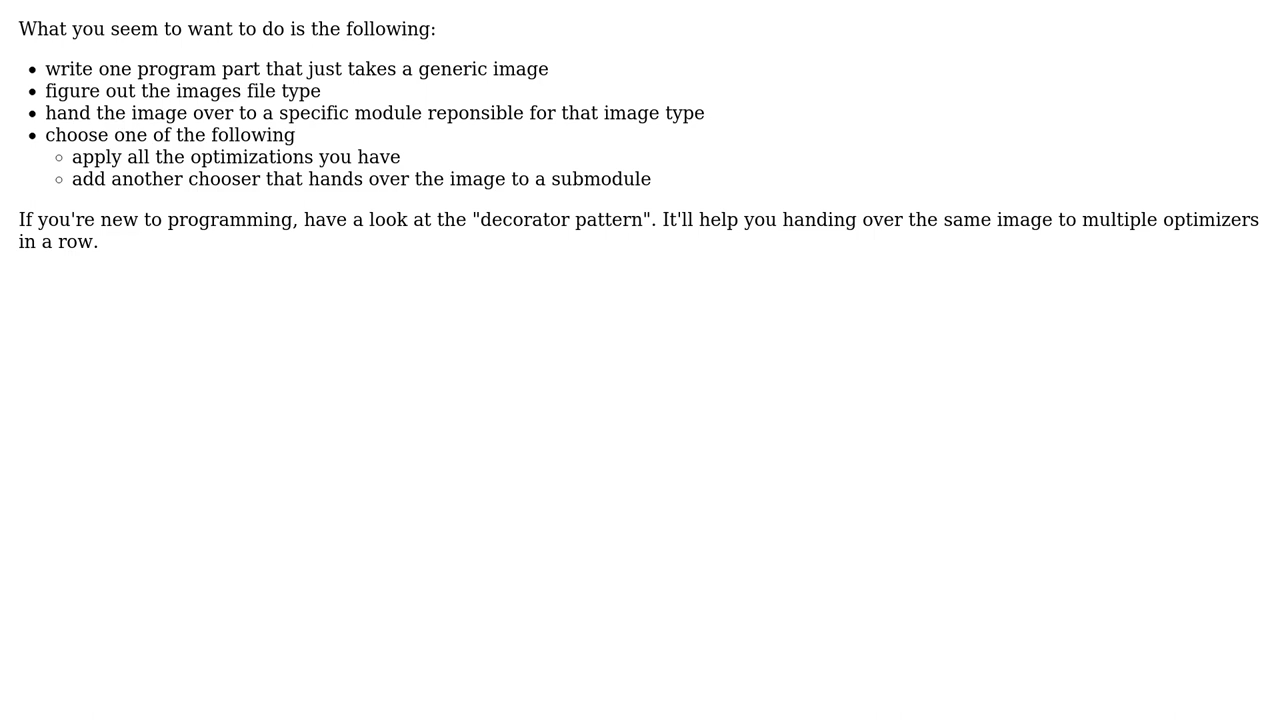 What you seem to want to do is the following:
• write one program part that just takes a generic image
• figure out the images file type
• hand the image over to a specific module reponsible for that image type
• choose one of the following
◦ apply all the optimizations you have
◦ add another chooser that hands over the image to a submodule
If you're new to programming, have a look at the "decorator pattern". It'll help you handing over the same image to multiple optimizers
in a row.